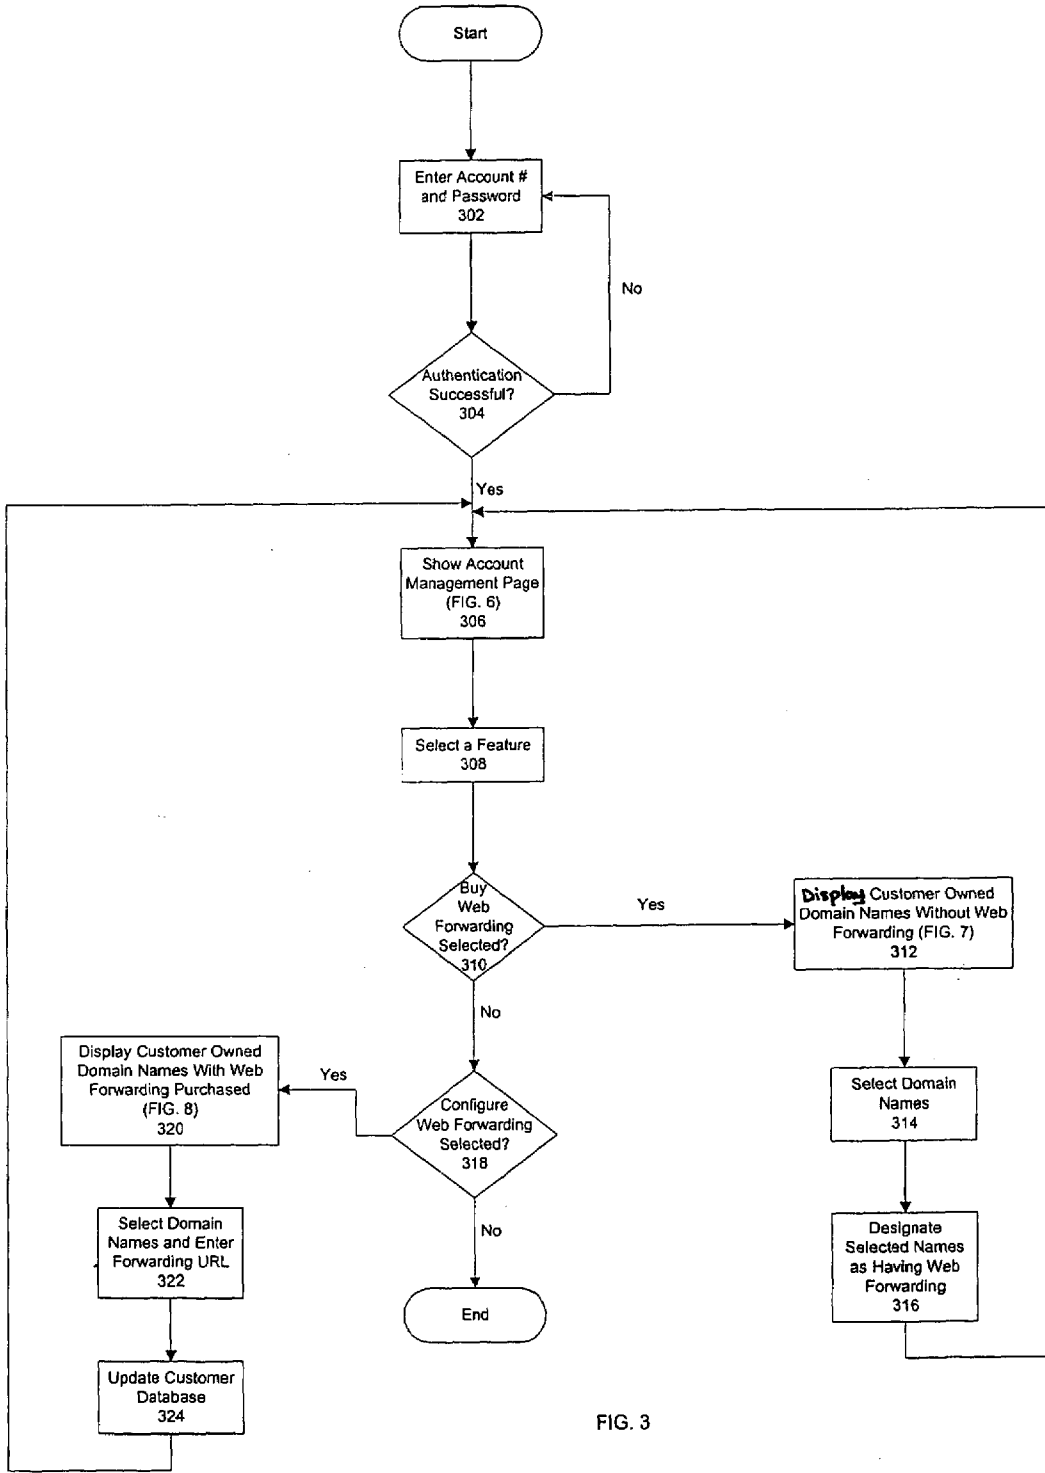 Start
Enter Account #
and Password
302
No
Authentication
Successful?
304
Yes
Show Account
Management Page
(FIG. 6)
306
Select a Feature
308
Buy
Web
Forwarding
Selected?
310
Yes
Display Customer Owned
Domain Names Without Web
Forwarding (FIG. 7)
312
No
Select Domain
Names
314
Designate
Selected Names
as Having Web
Forwarding
316
Configure
Web Forwarding
Selected?
318
Yes
Display Customer Owned
Domain Names With Web
Forwarding Purchased
(FIG. 8)
320
Select Domain
Names and Enter
Forwarding URL
322
Update Customer
Database
324
No
End
FIG. 3